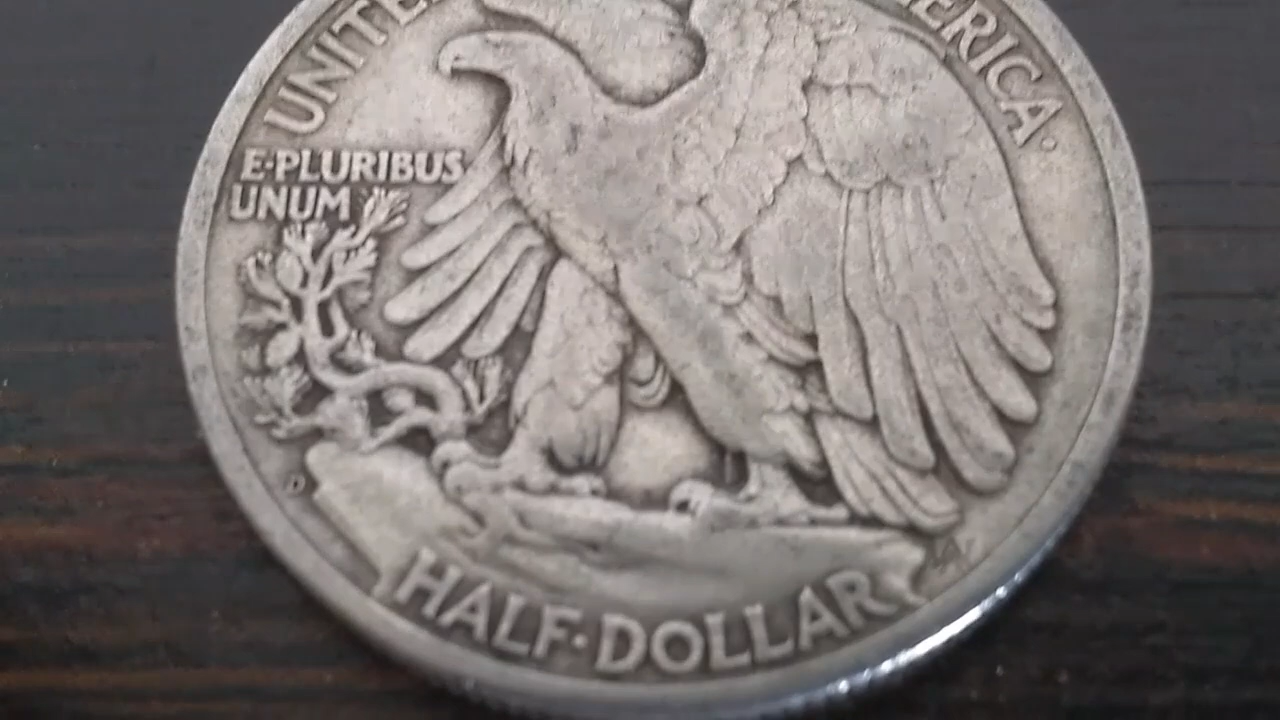 UNITE
ERICA·
E·PLURIBUS
UNUM
D
HALF·DOLLAR